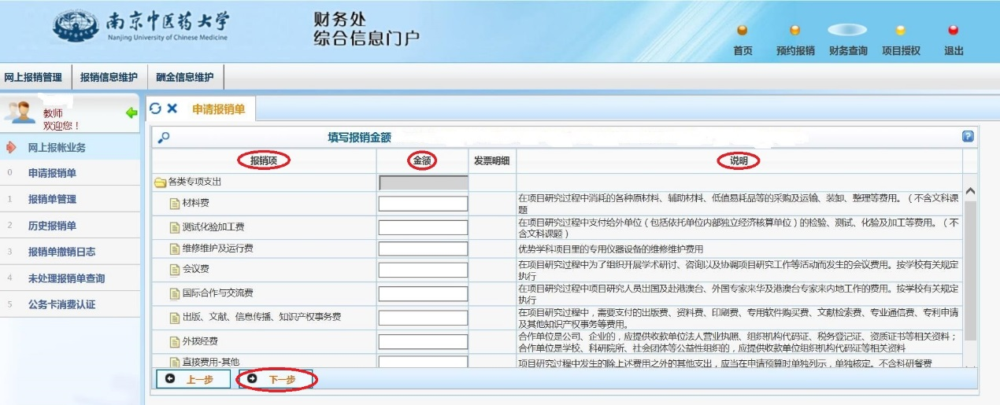 南京中医药大学
Nanjing University of Chinese Medicine
财务处
综合信息门户
首页 预约报销 财务查询 项目授权 退出
网上报销管理 报销信息维护 酬金信息维护
教师
欢迎您！
申请报销单
网上报帐业务
0 申请报销单
1 报销单管理
2 历史报销单
3 报销单撤销日志
4 未处理报销单查询
5 公务卡消费认证
填写报销金额
报销项 金额 发票明细 说明
各类专项支出
材料费
在项目研究过程中消耗的各种原材料、辅助材料、低值易耗品等的采购及运输、装卸、整理等费用。（不含文科课
题
测试化验加工费
在项目研究过程中支付给外单位（包括依托单位内部独立经济核算单位）的检验、测试、化验及加工等费用。（不
含文科课题）
维修维护及运行费 优势学科项目里的专用仪器设备的维修维护费用
会议费
在项目研究过程中为了组织开展学术研讨、咨询以及协调项目研究工作等活动而发生的会议费用。按学校有关规定
执行
国际合作与交流费
在项目研究过程中项目研究人员出国及赴港澳台、外国专家来华及港澳台专家来内地工作的费用。按学校有关规定
执行
出版、文献、信息传播、知识产权事务费
在项目研究过程中，需要支付的出版费、资料费、印刷费、专用软件购买费、文献检索费、专业通信费、专利申请
及其他知识产权事务等费用。
外拨经费
合作单位是公司、企业的，应提供收款单位法人营业执照、组织机构代码证、税务登记证、资质证书等相关资料；
合作单位是学校、科研院所、社会团体等公益性组织的，应提供收款单位组织机构代码证等相关资料
直接费用-其他 项目研究过程中发生的除上述费用之外的其他支出，应当在申请预算时单独列示，单独核定。不含科研餐费
上一步 下一步